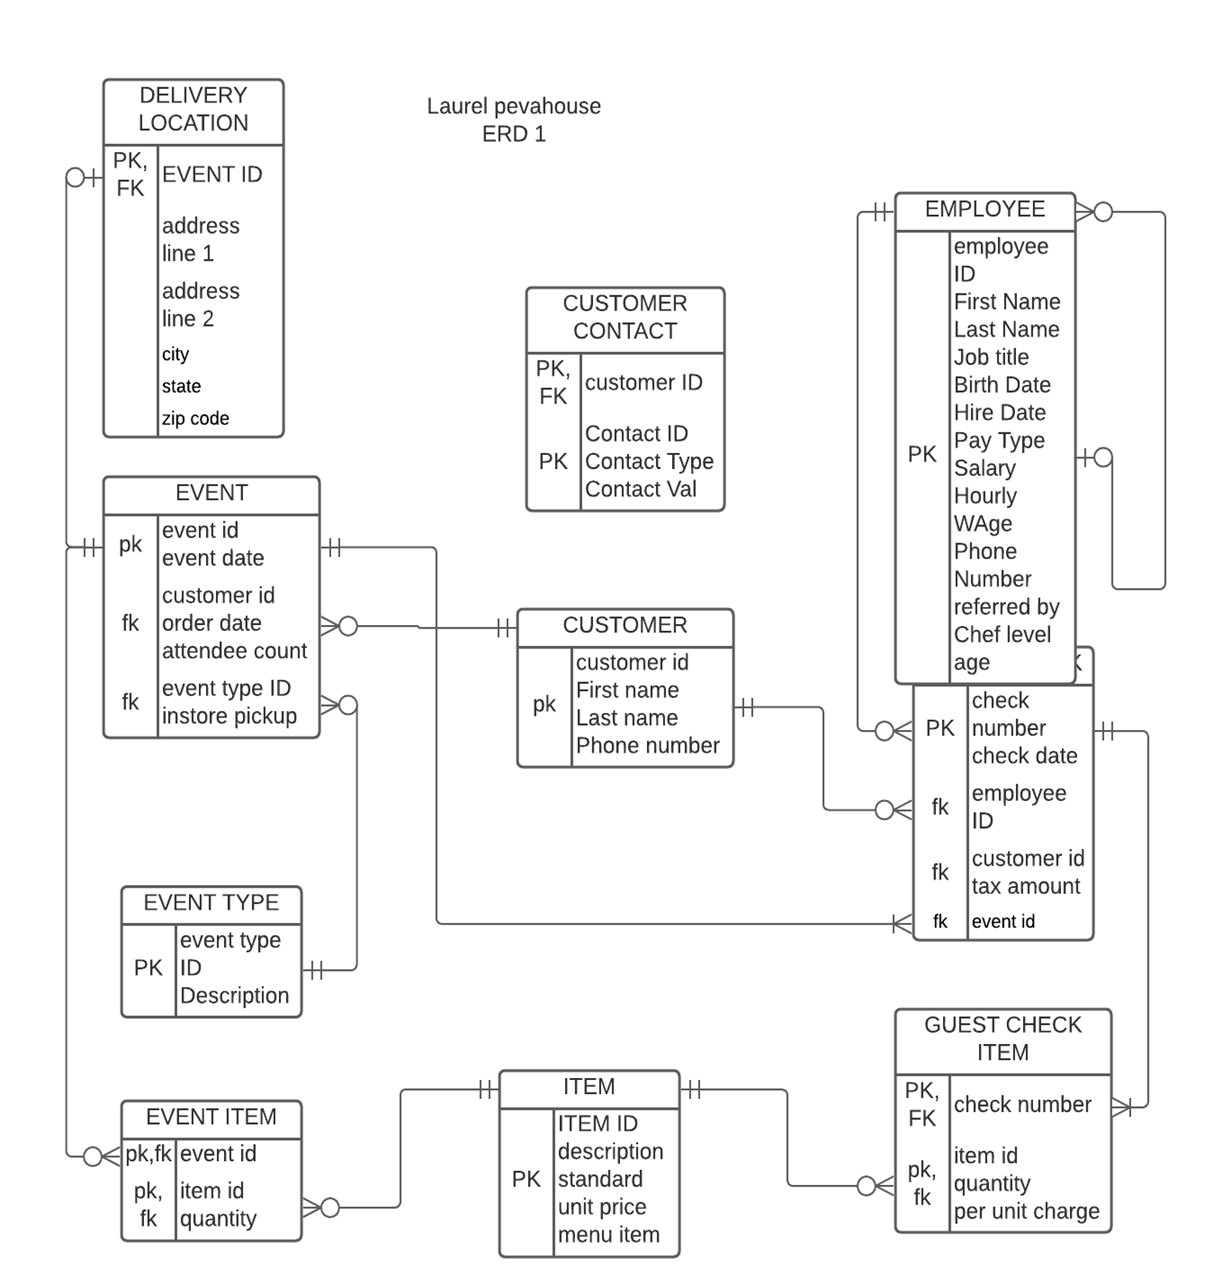 Laurel pevahouse
ERD 1
DELIVERY
LOCATION
PK,
FK
EVENT ID
address
line 1
address
line 2
city
state
zip code
EVENT
pk
event id
event date
fk
customer id
order date
attendee count
fk
event type ID
instore pickup
EVENT TYPE
PK
event type
ID
Description
EVENT ITEM
pk,fk
event id
pk,
fk
item id
quantity
CUSTOMER
CONTACT
PK,
FK
customer ID
PK
Contact ID
Contact Type
Contact Val
CUSTOMER
pk
customer id
First name
Last name
Phone number
ITEM
PK
ITEM ID
description
standard
unit price
menu item
EMPLOYEE
PK
employee
ID
First Name
Last Name
Job title
Birth Date
Hire Date
Pay Type
Salary
Hourly
WAge
Phone
Number
referred by
Chef level
age
PK
check
number
check date
fk
employee
ID
fk
customer id
tax amount
fk
event id
GUEST CHECK
ITEM
PK,
FK
check number
pk,
fk
item id
quantity
per unit charge